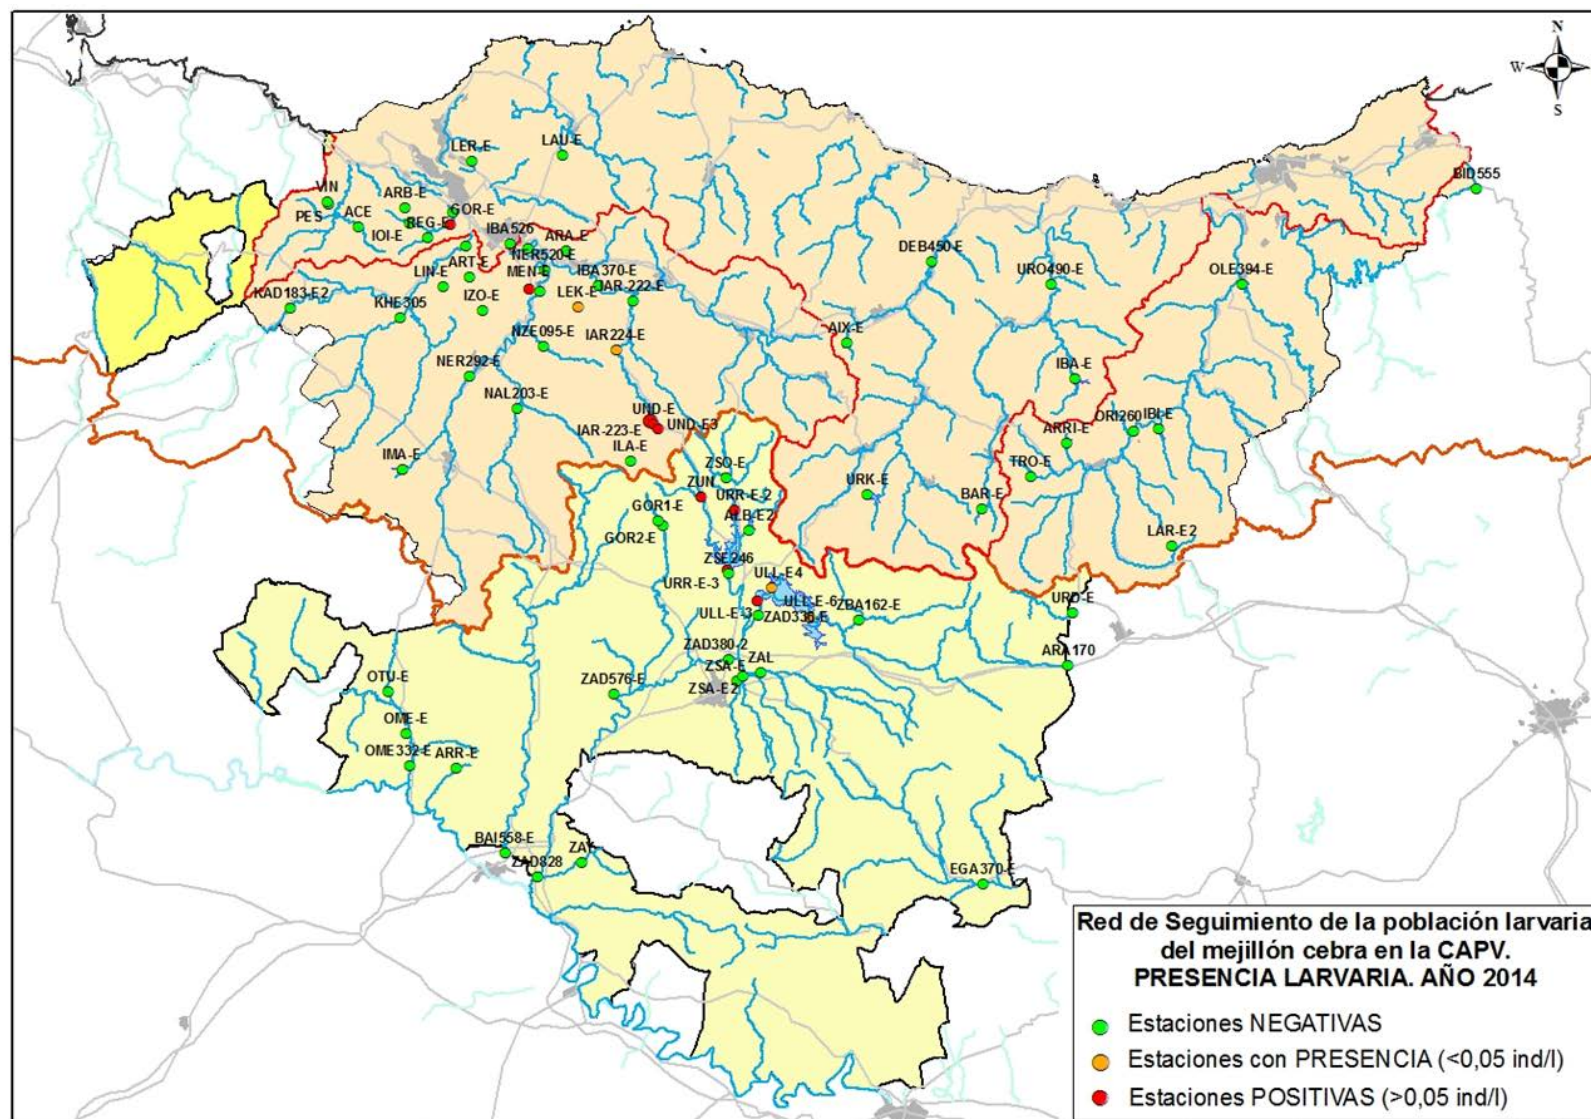 N
W
S
LER-E
LAU-E
VIN
ARB-E
BID555
PES
ACE
GOR-E
REG-E
IOI-E
IBA526
ARA-E
NER520-E
DEB450-E
ART-E
MEN-E
IBA370-E
URO490-E
OLE394-E
LIN-E
IAR-222-E
KAD183-E2
KHE305
IZO-E
LEK-E
NZE095-E
IAR224-E
AIX-E
NER292-E
IBA-E
NAL203-E
UND-E
ORI260
IBI-E
IAR-223-E
UND-E3
ARRI-E
ILA-E
IMA-E
ZSO-E
TRO-E
ZUN
URR-E-2
URK-E
BAR-E
GOR1-E
ALB-E2
GOR2-E
LAR-E2
ZSE246
URR-E-3
ULL-E4
ULL-E-6
ZBA162-E
URD-E
ULL-E-3
ZAD336-E
ZAD380-2
ARA170
ZSA-E
ZAL
OTU-E
ZAD576-E
ZSA-E2
OME-E
OME332-E
ARR-E
BAI558-E
ZAD828
EGA370-E
Red de Seguimiento de la población larvaria
del mejillón cebra en la CAPV.
PRESENCIA LARVARIA. AÑO 2014
Estaciones NEGATIVAS
Estaciones con PRESENCIA (<0,05 ind/l)
Estaciones POSITIVAS (>0,05 ind/l)